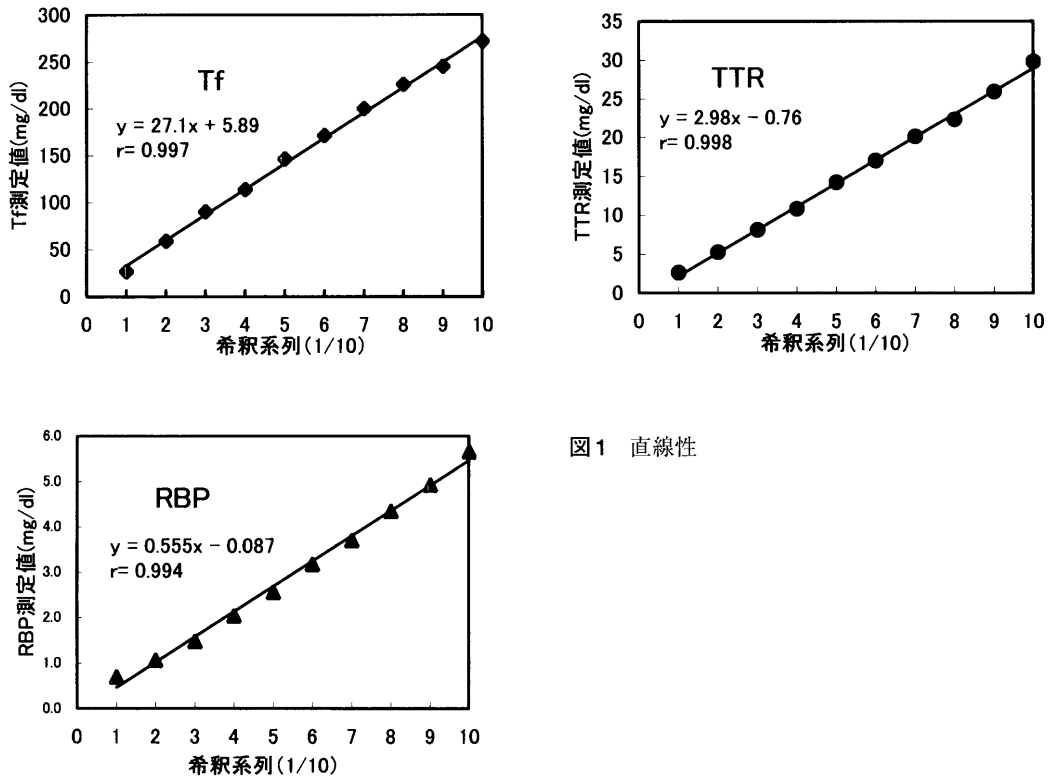 300
250
200
150
100
50
0
Tf測定値(mg/dl)
Tf
y = 27.1x + 5.89
r= 0.997
0 1 2 3 4 5 6 7 8 9 10
希釈系列(1/10)
35
30
25
20
15
10
5
0
TTR測定値(mg/dl)
TTR
y = 2.98x − 0.76
r= 0.998
0 1 2 3 4 5 6 7 8 9 10
希釈系列(1/10)
6.0
5.0
4.0
3.0
2.0
1.0
0.0
RBP測定値(mg/dl)
RBP
y = 0.555x − 0.087
r= 0.994
0 1 2 3 4 5 6 7 8 9 10
希釈系列(1/10)
図1 直線性